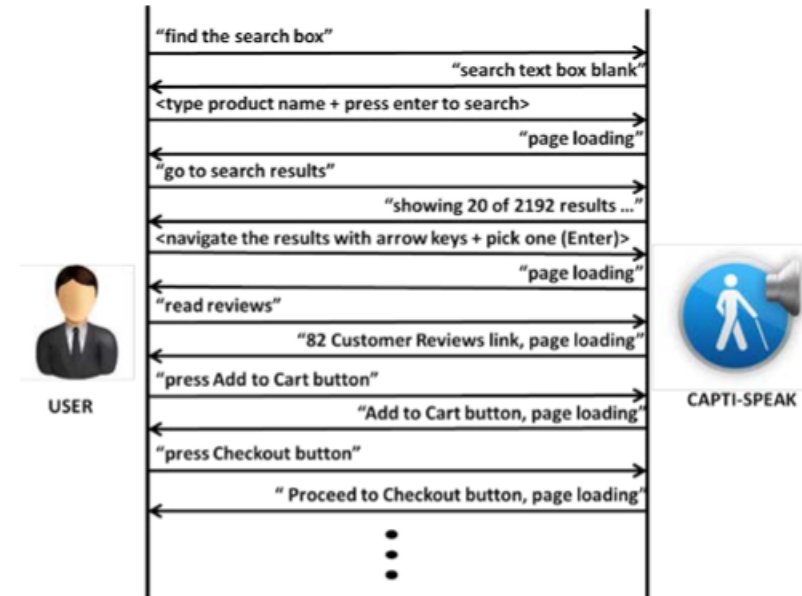 “find the search box”
“search text box blank”
<type product name + press enter to search>
“page loading”
“go to search results”
“showing 20 of 2192 results ...”
<navigate the results with arrow keys + pick one (Enter)>
“page loading”
“read reviews”
“82 Customer Reviews link, page loading”
“press Add to Cart button”
“Add to Cart button, page loading”
“press Checkout button”
“ Proceed to Checkout button, page loading”
USER
CAPTI-SPEAK